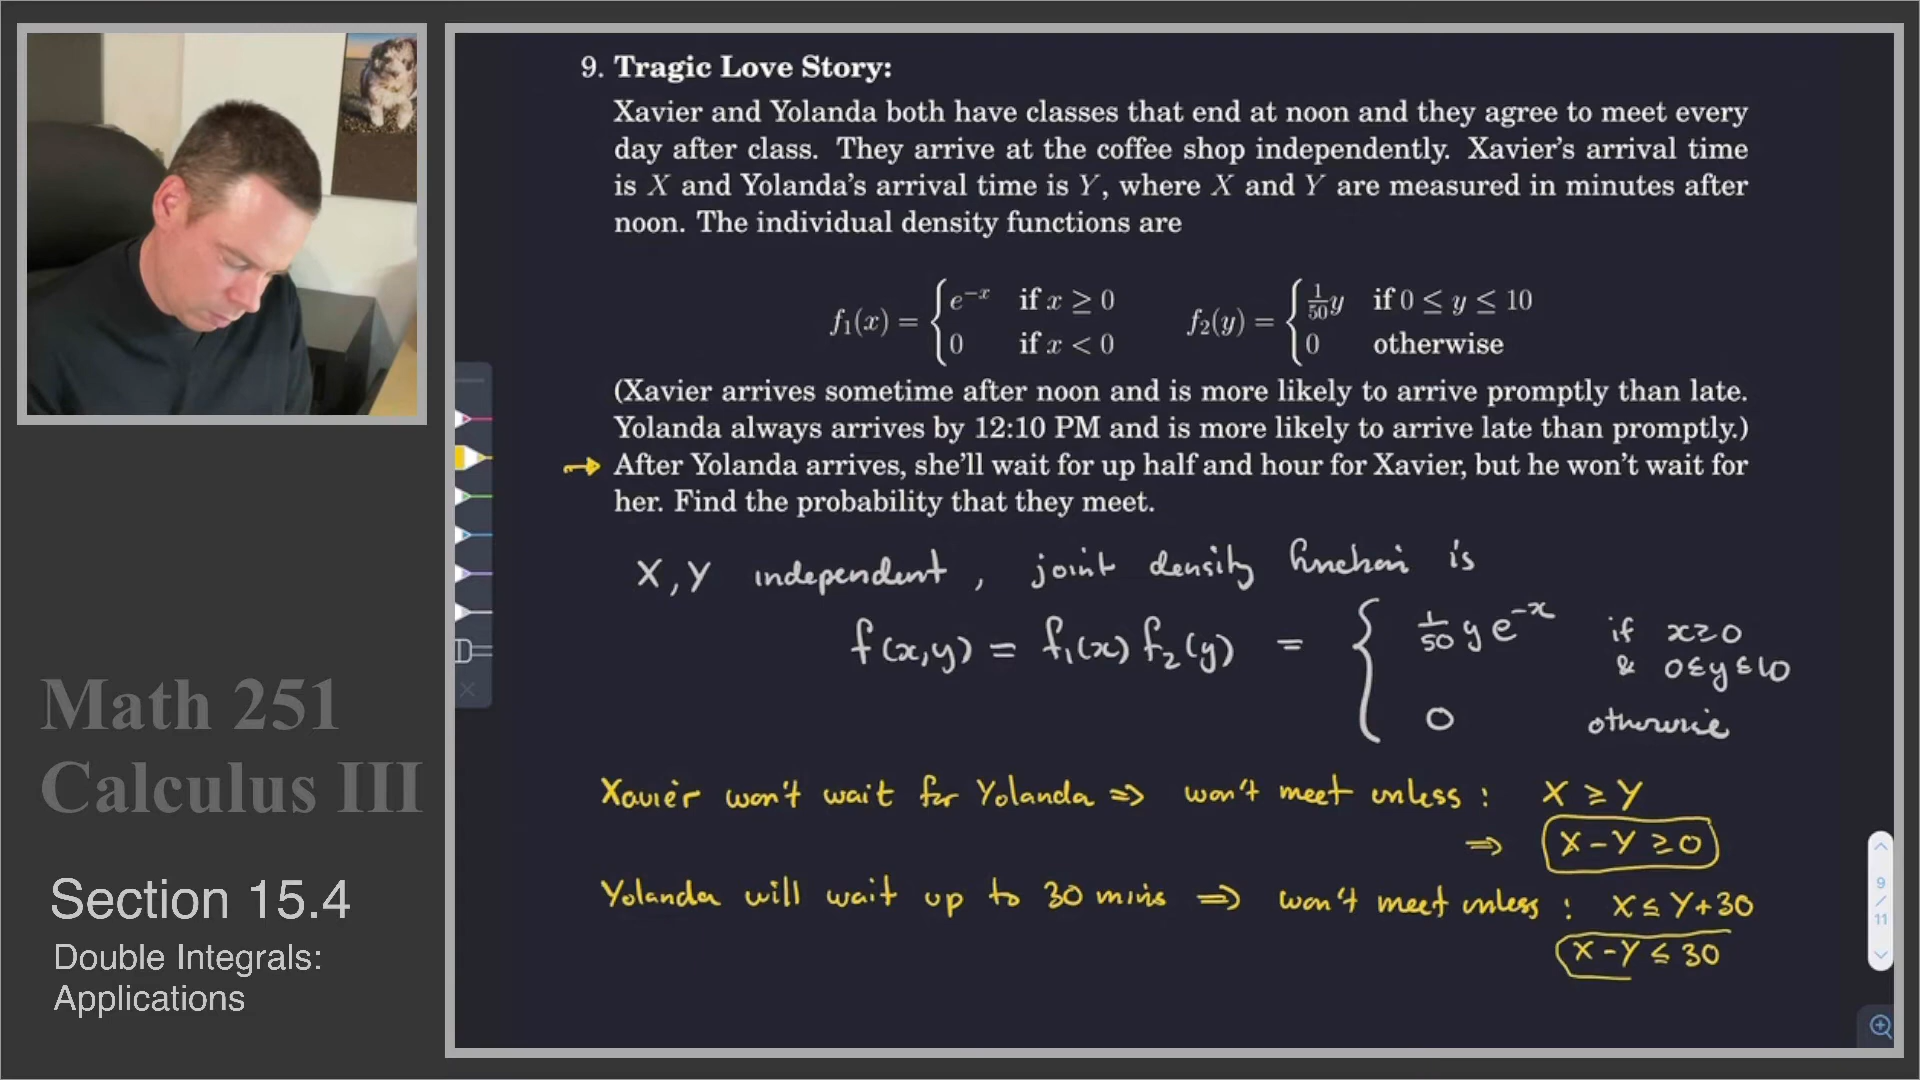 9. Tragic Love Story:
Xavier and Yolanda both have classes that end at noon and they agree to meet every
day after class. They arrive at the coffee shop independently. Xavier's arrival time
is X and Yolanda's arrival time is Y, where X and Y are measured in minutes after
noon. The individual density functions are
f₁(x) = { e^{-x} if x ≥ 0
0 if x < 0
f₂(y) = { 1/50 y if 0 ≤ y ≤ 10
0 otherwise
(Xavier arrives sometime after noon and is more likely to arrive promptly than late.
Yolanda always arrives by 12:10 PM and is more likely to arrive late than promptly.)
→ After Yolanda arrives, she'll wait for up half and hour for Xavier, but he won't wait for
her. Find the probability that they meet.
X, Y independent, joint density function is
f(x,y) = f₁(x) f₂(y) = { 1/50 y e^{-x} if x ≥ 0
& 0 ≤ y ≤ 10
0 otherwise
Xavier won't wait for Yolanda ⇒ won't meet unless : X ≥ Y
⇒ X - Y ≥ 0
Yolanda will wait up to 30 mins ⇒ won't meet unless : X ≤ Y + 30
X - Y ≤ 30
Math 251
Calculus III
Section 15.4
Double Integrals:
Applications
9
/
11